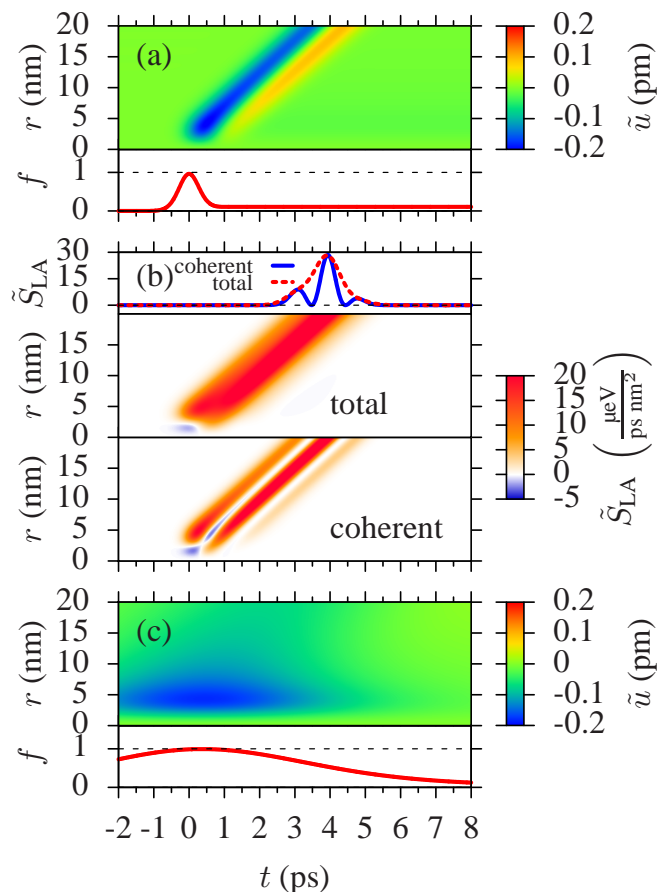 (a)
r (nm)
20
15
10
5
0
0.2
0.1
0
-0.1
-0.2
ũ (pm)
f
1
0
(b)
coherent
total
S̃LA
30
15
0
r (nm)
15
10
5
0
total
r (nm)
15
10
5
0
coherent
20
15
10
5
0
-5
S̃LA (μeV / ps nm²)
(c)
r (nm)
20
15
10
5
0
0.2
0.1
0
-0.1
-0.2
ũ (pm)
f
1
0
-2 -1 0 1 2 3 4 5 6 7 8
t (ps)